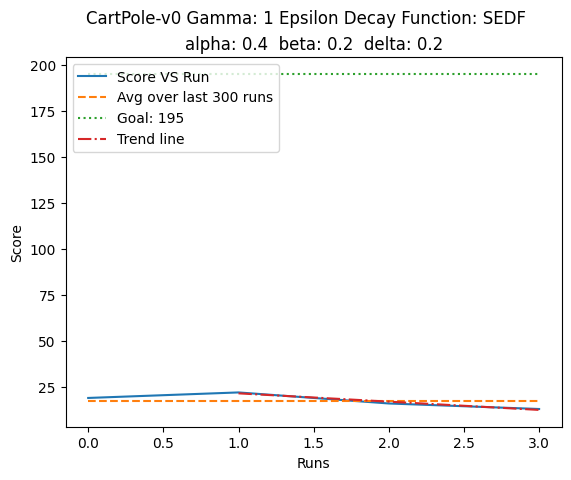 CartPole-v0 Gamma: 1 Epsilon Decay Function: SEDF
alpha: 0.4  beta: 0.2  delta: 0.2
200
175
150
125
100
75
50
25
Score
Score VS Run
Avg over last 300 runs
Goal: 195
Trend line
0.0 0.5 1.0 1.5 2.0 2.5 3.0
Runs